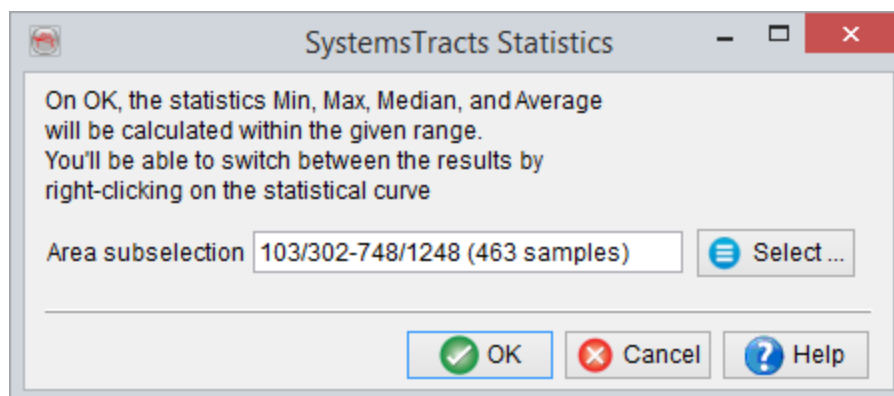 SystemsTracts Statistics
On OK, the statistics Min, Max, Median, and Average
will be calculated within the given range.
You'll be able to switch between the results by
right-clicking on the statistical curve
Area subselection 103/302-748/1248 (463 samples) Select ...
OK Cancel Help